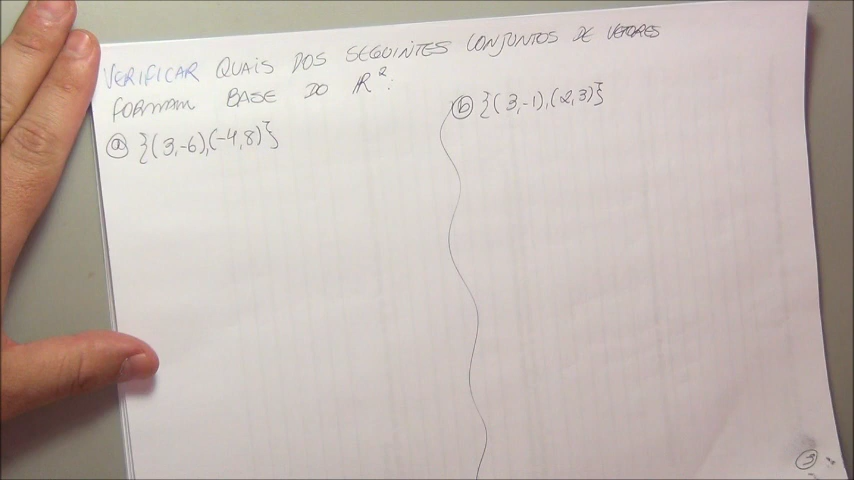 VERIFICAR QUAIS DOS SEGUINTES CONJUNTOS DE VETORES
FORMAM BASE DO ℝ²:
ⓐ {(3,-6),(-4,8)}
ⓑ {(3,-1),(2,3)}
③